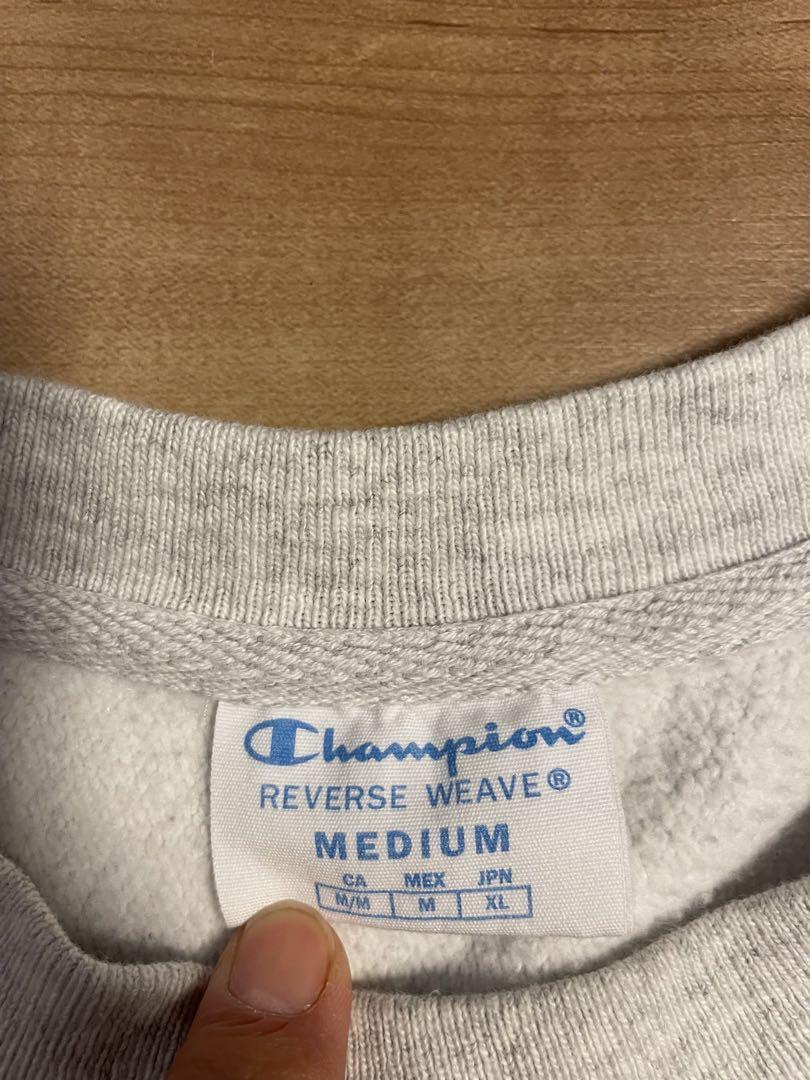 Champion®
REVERSE WEAVE®
MEDIUM
CA MEX JPN
M/M M XL